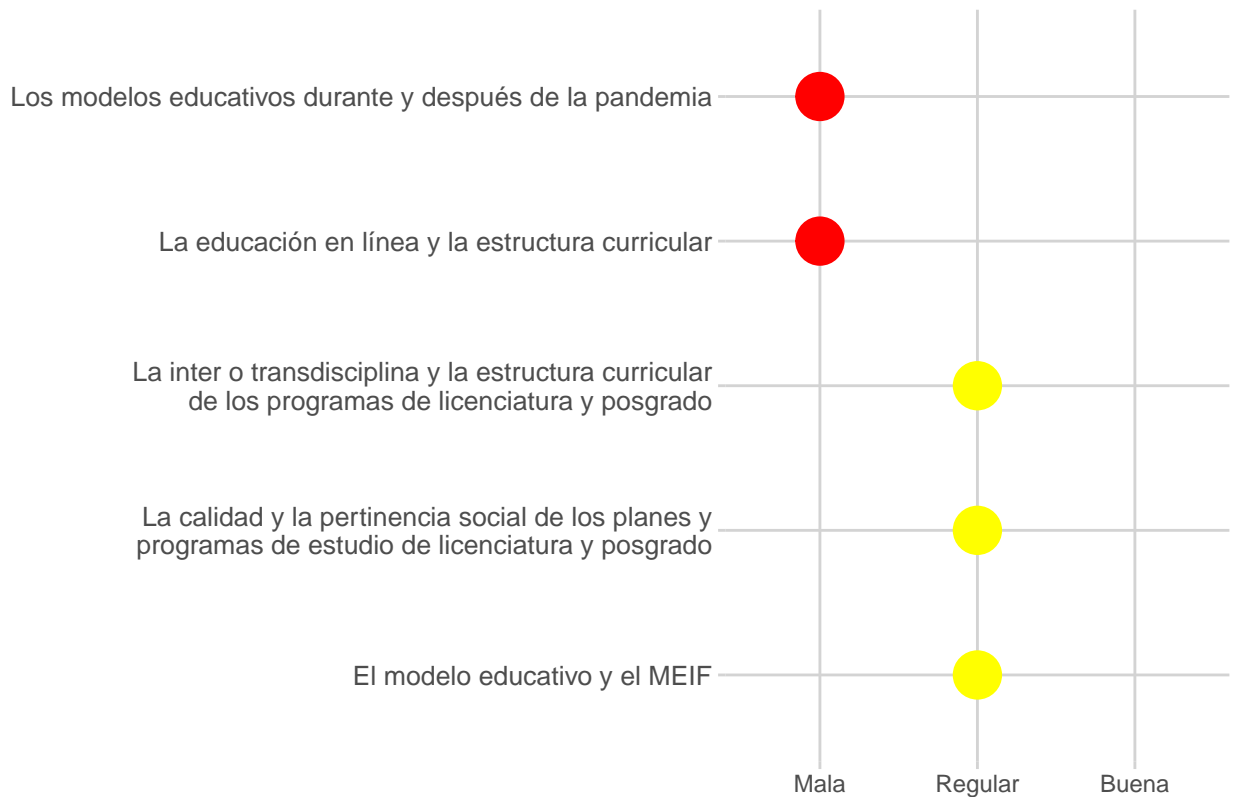 Los modelos educativos durante y después de la pandemia
La educación en línea y la estructura curricular
La inter o transdisciplina y la estructura curricular
de los programas de licenciatura y posgrado
La calidad y la pertinencia social de los planes y
programas de estudio de licenciatura y posgrado
El modelo educativo y el MEIF
Mala Regular Buena